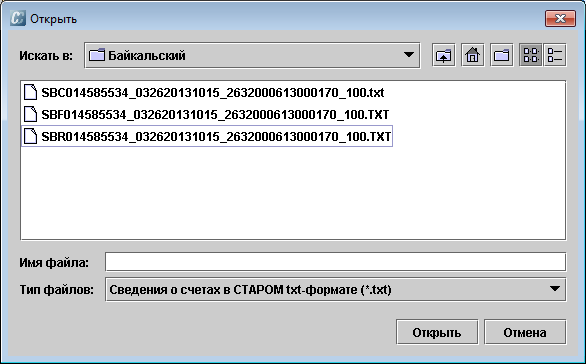 Открыть
Искать в: Байкальский
SBC014585534_032620131015_2632000613000170_100.txt
SBF014585534_032620131015_2632000613000170_100.TXT
SBR014585534_032620131015_2632000613000170_100.TXT
Имя файла:
Тип файлов: Сведения о счетах в СТАРОМ txt-формате (*.txt)
Открыть Отмена